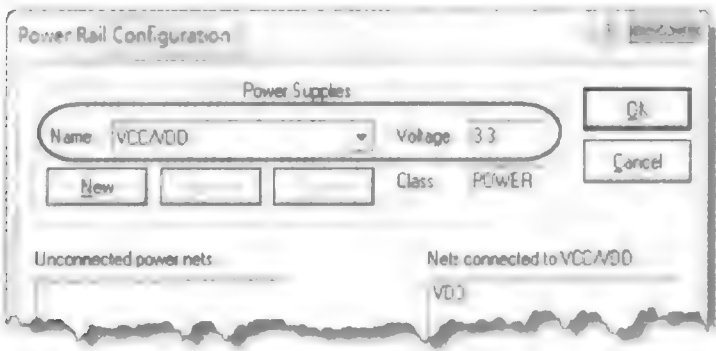 Power Rail Configuration
Power Supplies
Name VCC/VDD Voltage 3.3
OK
New
Class POWER
Cancel
Unconnected power nets
Nets connected to VCC/VDD
VDD